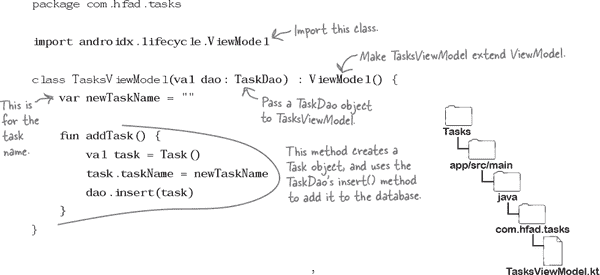 package com.hfad.tasks
import androidx.lifecycle.ViewModel
Import this class.
Make TasksViewModel extend ViewModel.
class TasksViewModel(val dao: TaskDao) : ViewModel() {
var newTaskName = ""
This is
for the
task
name.
Pass a TaskDao object
to TasksViewModel.
fun addTask() {
val task = Task()
task.taskName = newTaskName
dao.insert(task)
}
}
This method creates a
Task object, and uses the
TaskDao's insert() method
to add it to the database.
Tasks
app/src/main
java
com.hfad.tasks
TasksViewModel.kt